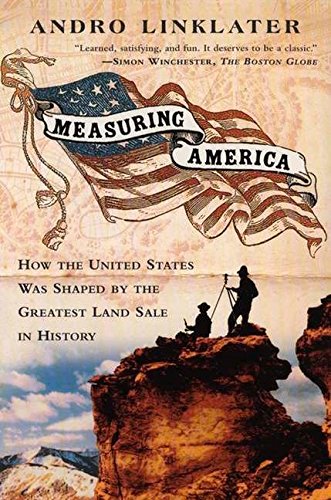 ANDRO LINKLATER
"Learned, satisfying, and fun. It deserves to be a classic."
—SIMON WINCHESTER, THE BOSTON GLOBE
MEASURING
AMERICA
HOW THE UNITED STATES
WAS SHAPED BY THE
GREATEST LAND SALE
IN HISTORY